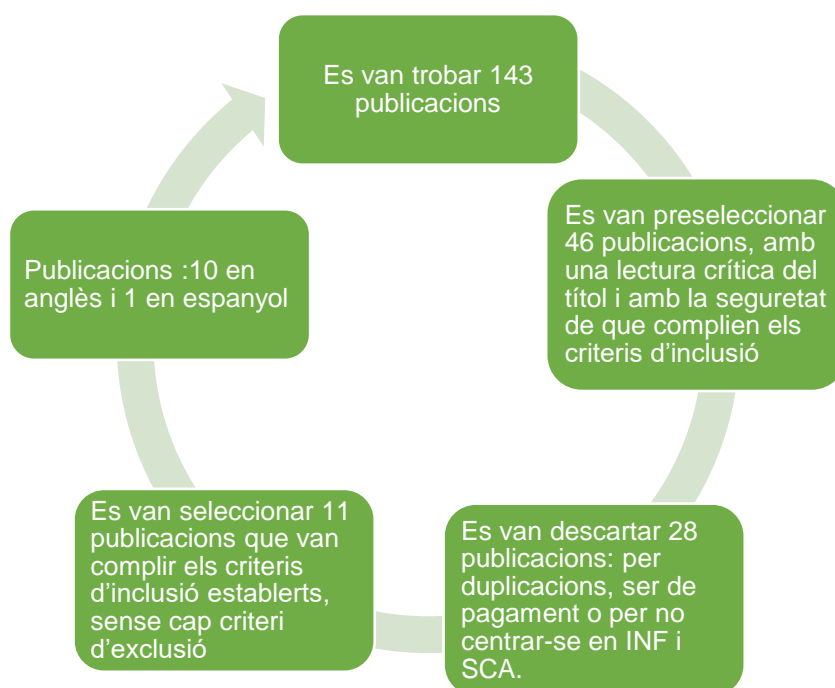 Es van trobar 143
publicacions
Es van preseleccionar
46 publicacions, amb
una lectura crítica del
títol i amb la seguretat
de que complien els
criteris d’inclusió
Es van descartar 28
publicacions: per
duplicacions, ser de
pagament o per no
centrar-se en INF i
SCA.
Es van seleccionar 11
publicacions que van
complir els criteris
d’inclusió establerts,
sense cap criteri
d’exclusió
Publicacions :10 en
anglès i 1 en espanyol